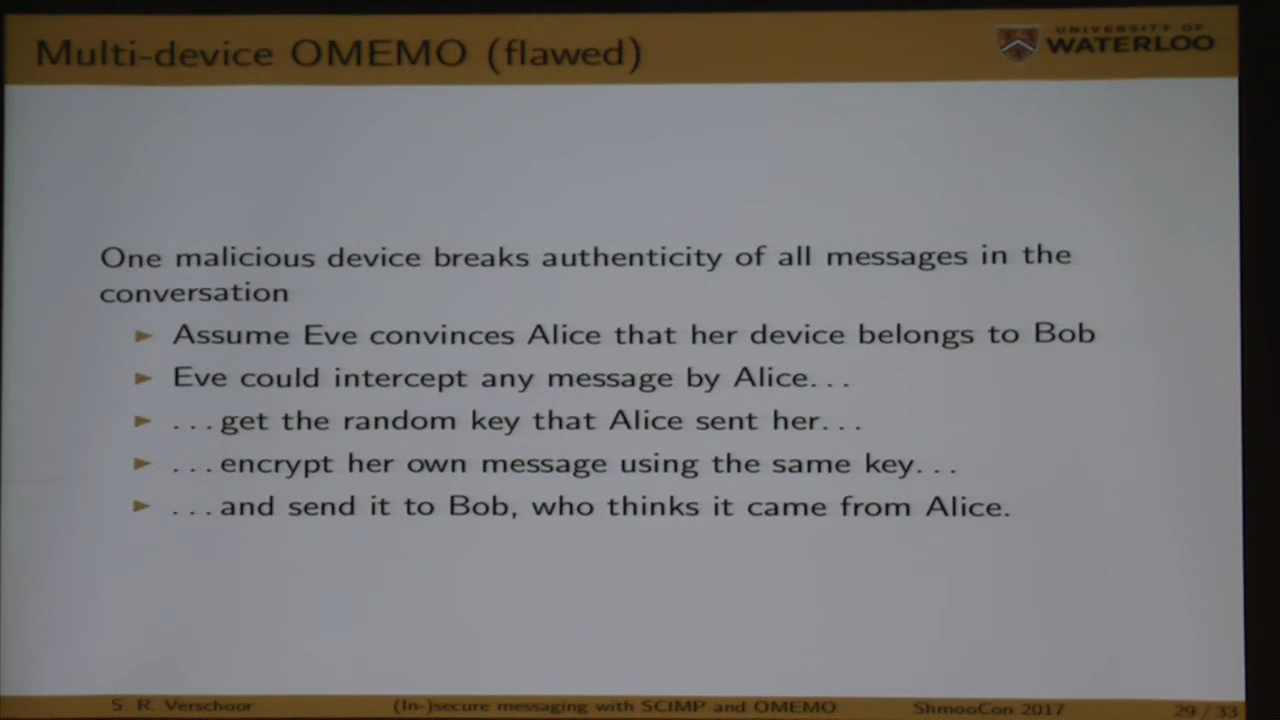 Multi-device OMEMO (flawed)
UNIVERSITY OF
WATERLOO
One malicious device breaks authenticity of all messages in the
conversation
► Assume Eve convinces Alice that her device belongs to Bob
► Eve could intercept any message by Alice...
► ...get the random key that Alice sent her...
► ...encrypt her own message using the same key...
► ...and send it to Bob, who thinks it came from Alice.
S. R. Verschoor (In-)secure messaging with SCIMP and OMEMO ShmooCon 2017 29 / 33